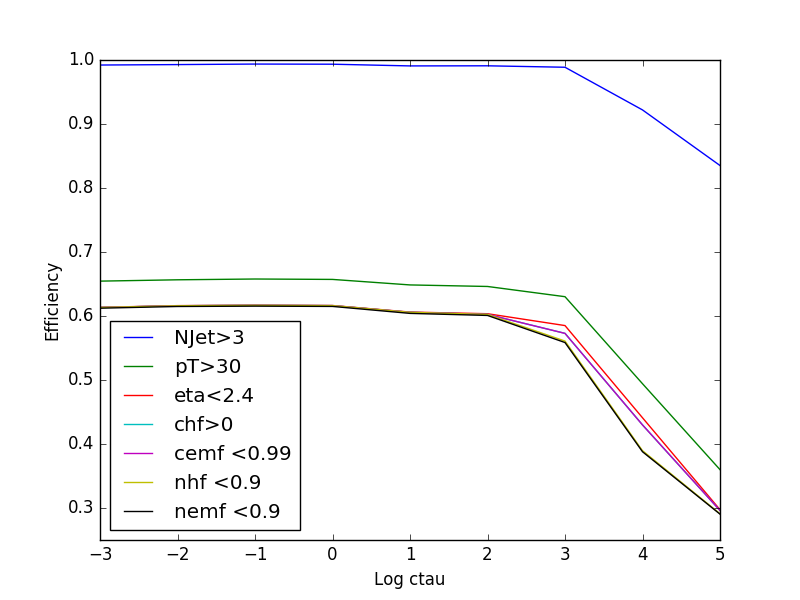 1.0
0.9
0.8
0.7
0.6
0.5
0.4
0.3
Efficiency
NJet>3
pT>30
eta<2.4
chf>0
cemf <0.99
nhf <0.9
nemf <0.9
−3 −2 −1 0 1 2 3 4 5
Log ctau